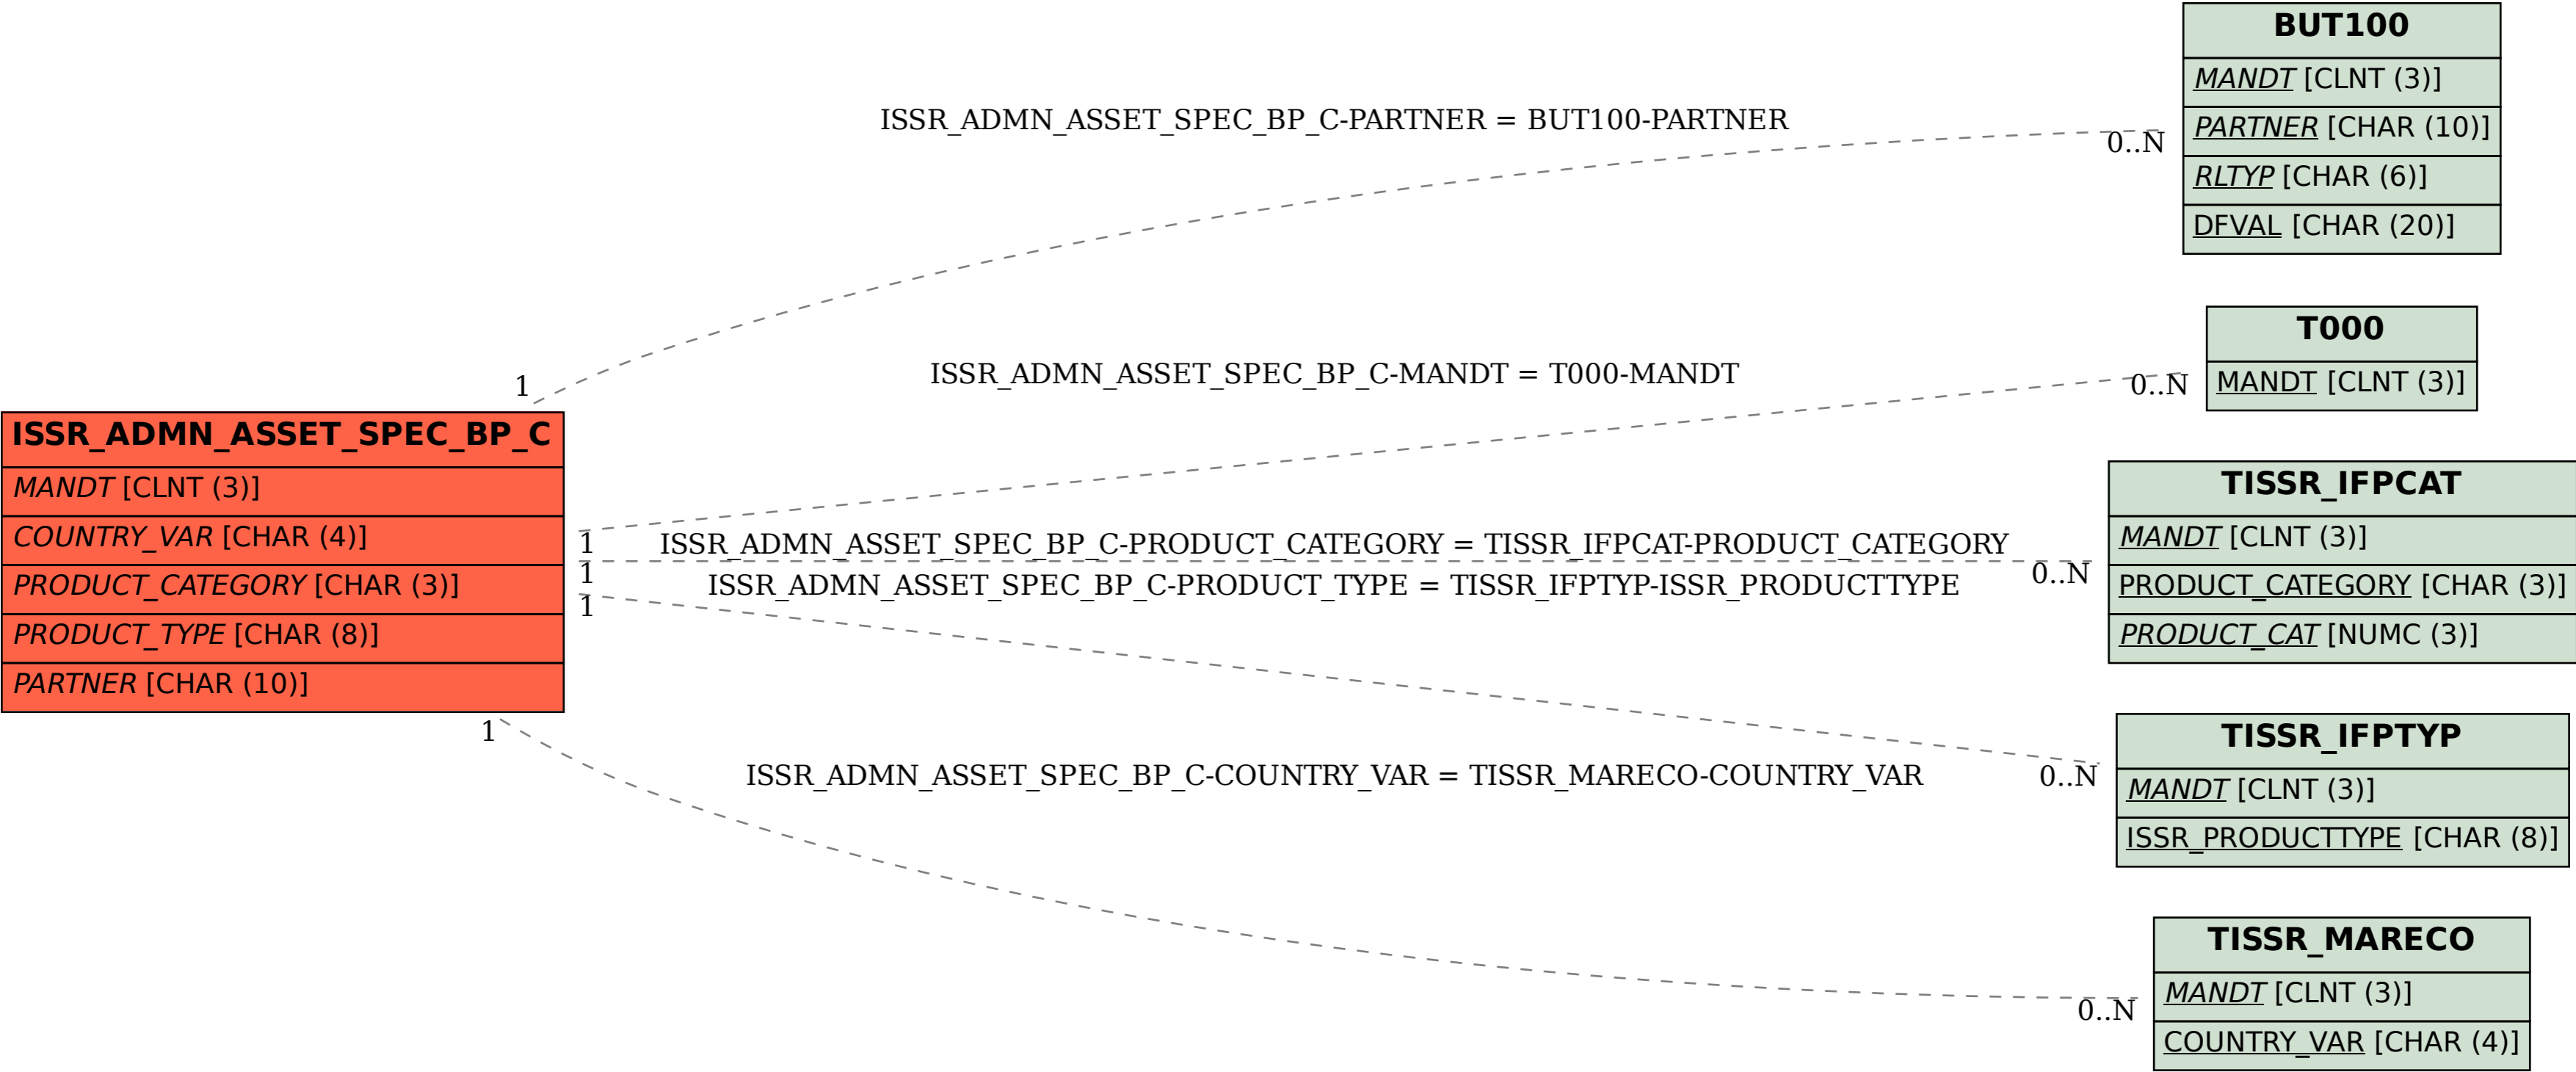 BUT100
MANDT [CLNT (3)]
PARTNER [CHAR (10)]
RLTYP [CHAR (6)]
DFVAL [CHAR (20)]
ISSR_ADMN_ASSET_SPEC_BP_C-PARTNER = BUT100-PARTNER
0..N
1
T000
MANDT [CLNT (3)]
ISSR_ADMN_ASSET_SPEC_BP_C-MANDT = T000-MANDT
0..N
1
ISSR_ADMN_ASSET_SPEC_BP_C
MANDT [CLNT (3)]
COUNTRY_VAR [CHAR (4)]
PRODUCT_CATEGORY [CHAR (3)]
PRODUCT_TYPE [CHAR (8)]
PARTNER [CHAR (10)]
TISSR_IFPCAT
MANDT [CLNT (3)]
PRODUCT_CATEGORY [CHAR (3)]
PRODUCT_CAT [NUMC (3)]
ISSR_ADMN_ASSET_SPEC_BP_C-PRODUCT_CATEGORY = TISSR_IFPCAT-PRODUCT_CATEGORY
0..N
1
ISSR_ADMN_ASSET_SPEC_BP_C-PRODUCT_TYPE = TISSR_IFPTYP-ISSR_PRODUCTTYPE
0..N
1
TISSR_IFPTYP
MANDT [CLNT (3)]
ISSR_PRODUCTTYPE [CHAR (8)]
ISSR_ADMN_ASSET_SPEC_BP_C-COUNTRY_VAR = TISSR_MARECO-COUNTRY_VAR
0..N
1
TISSR_MARECO
MANDT [CLNT (3)]
COUNTRY_VAR [CHAR (4)]